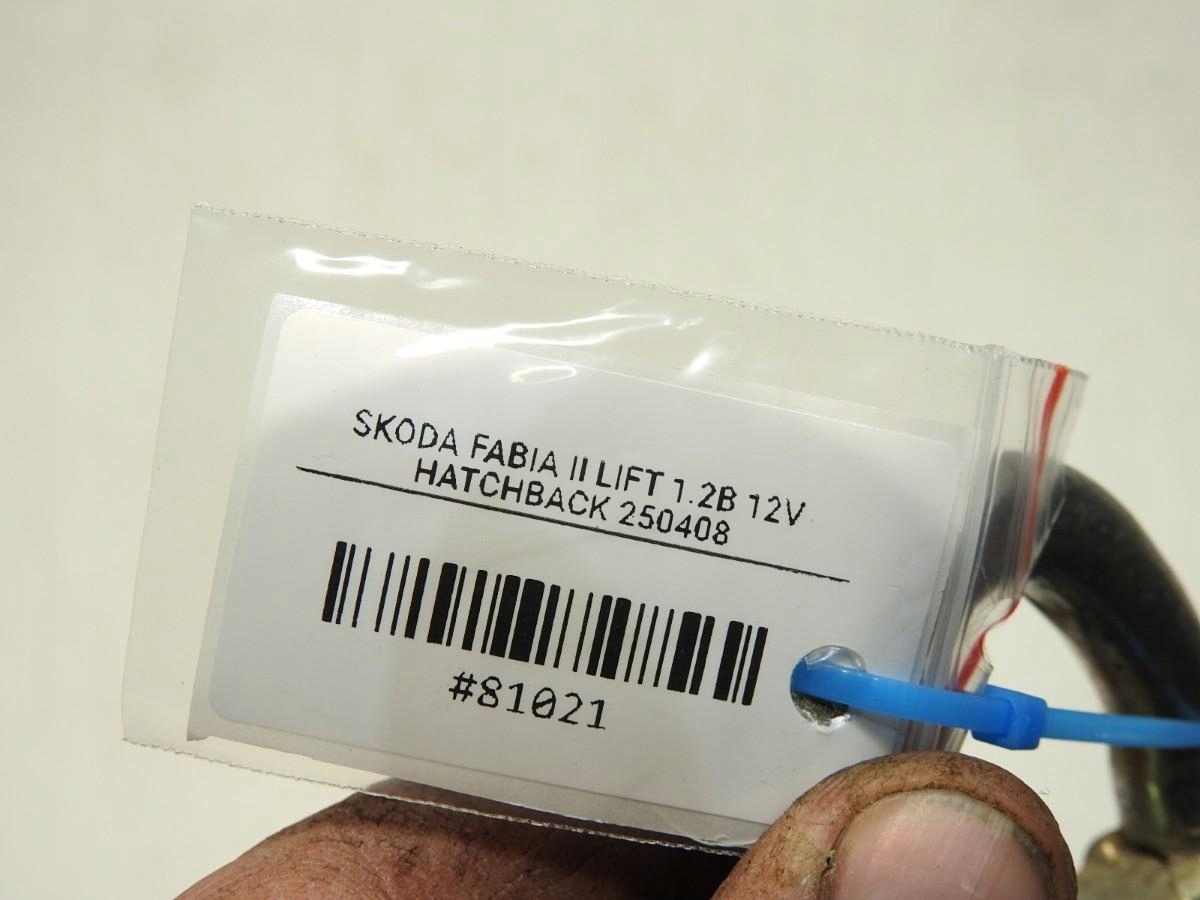 SKODA FABIA II LIFT 1.2B 12V
HATCHBACK 250408
#81021